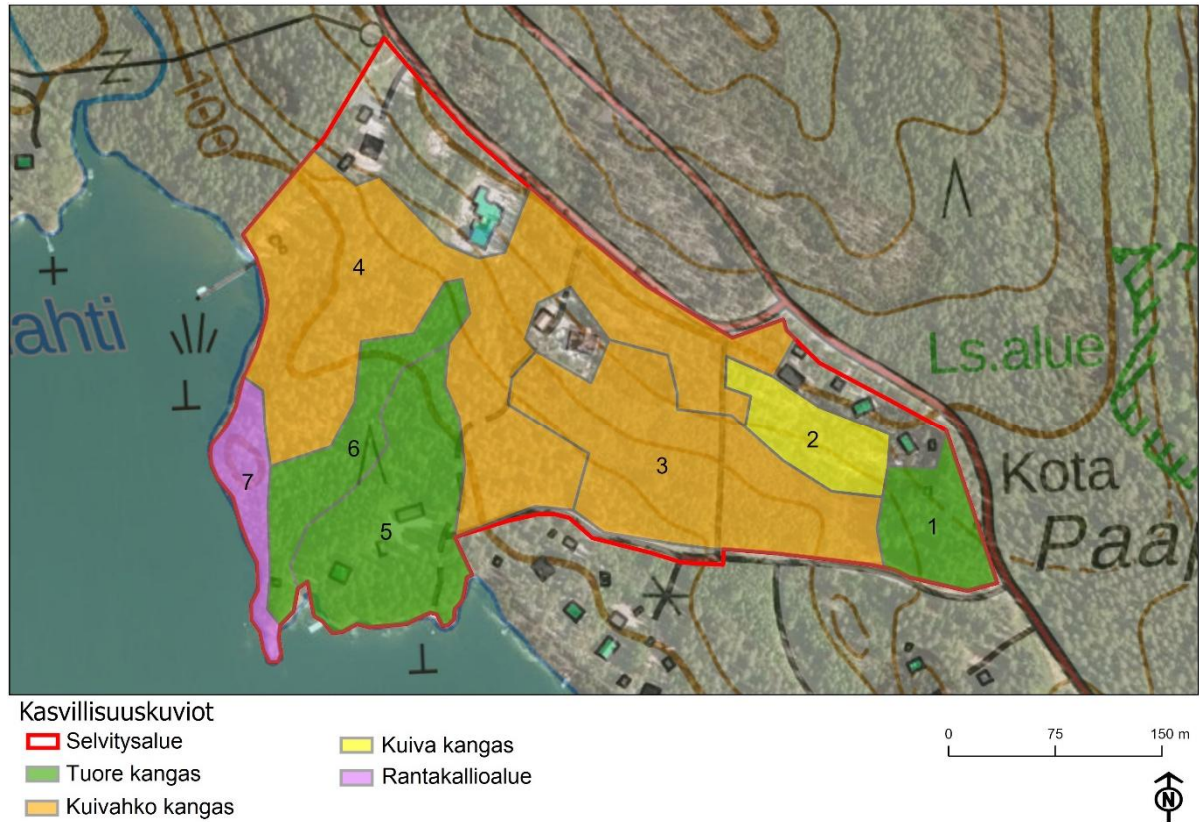 100
4
ahti
Ls.alue
2
3
6
7
Kota
5
1
Paa
Kasvillisuuskuviot
Selvitysalue
Tuore kangas
Kuivahko kangas
Kuiva kangas
Rantakallioalue
0 75 150 m
N